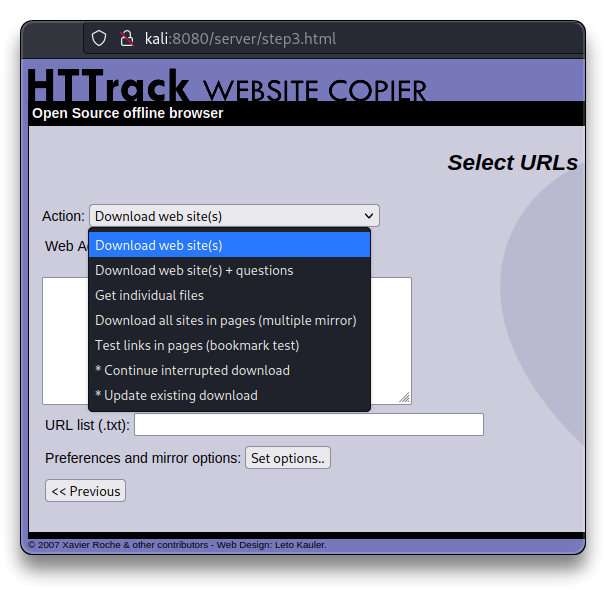 kali:8080/server/step3.html
HTTrack WEBSITE COPIER
Open Source offline browser
Select URLs
Action: Download web site(s)
Web A
Download web site(s)
Download web site(s) + questions
Get individual files
Download all sites in pages (multiple mirror)
Test links in pages (bookmark test)
* Continue interrupted download
* Update existing download
URL list (.txt):
Preferences and mirror options: Set options..
<< Previous
© 2007 Xavier Roche & other contributors - Web Design: Leto Kauler.